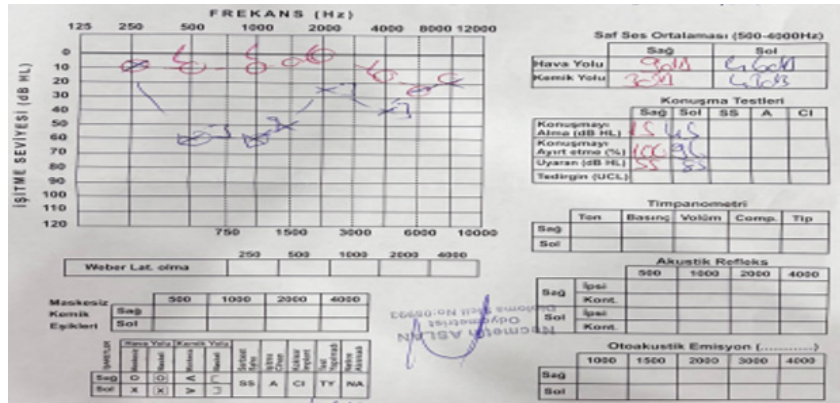 FREKANS (Hz)
125 250 500 1000 2000 4000 8000 12000
İŞİTME SEVİYESİ (dB HL)
0
10
20
30
40
50
60
70
80
90
100
110
120
750 1500 3000 6000 10000
250 500 1000 2000 4000
Weber Lat. olma
Maskesiz Kemik Eşikleri
500 1000 2000 4000
Sağ
Sol
İŞARETLER
Hava Yolu Kemik Yolu
Sağ O O < [ SS A CI TY NA
Sol X X > ]
Saf Ses Ortalaması (500-4000Hz)
Sağ Sol
Hava Yolu
Kemik Yolu
Konuşma Testleri
Sağ Sol SS A CI
Konuşmayı Alma (dB HL) 15 45
Konuşmayı Ayırt etme (%) 100
Uyaran (dB HL) 55 85
Tedirgin (UCL)
Timpanometri
Ton Basınç Volüm Comp. Tip
Sağ
Sol
Akustik Refleks
500 1000 2000 4000
Sağ İpsi
Kont.
Sol İpsi
Kont.
Otoakustik Emisyon (............)
1000 1500 2000 3000 4000
Sağ
Sol
Necmettin ASLAN
Odyometrist